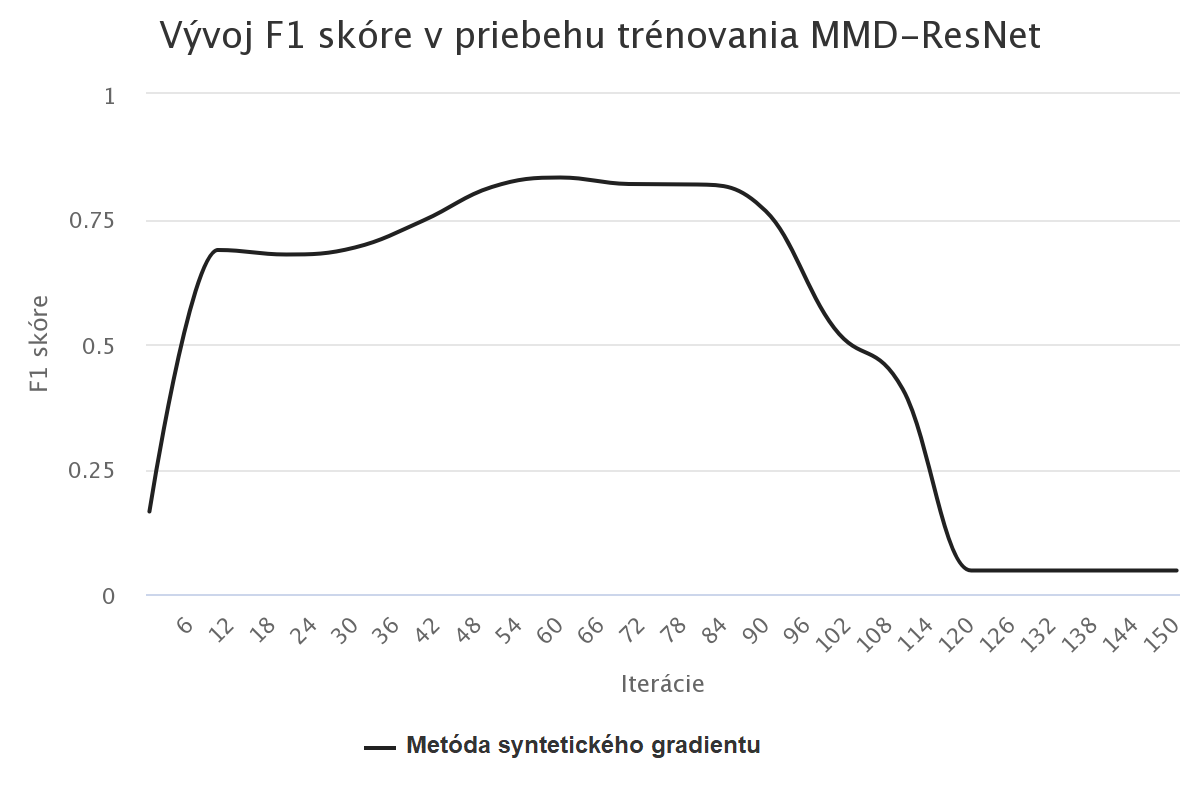 Vývoj F1 skóre v priebehu trénovania MMD-ResNet
1
0.75
0.5
0.25
0
F1 skóre
6 12 18 24 30 36 42 48 54 60 66 72 78 84 90 96 102 108 114 120 126 132 138 144 150
Iterácie
Metóda syntetického gradientu